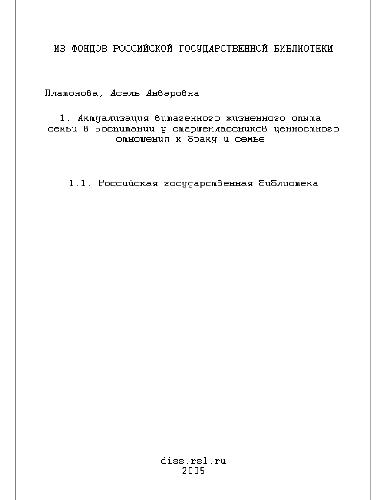 ИЗ ФОНДОВ РОССИЙСКОЙ ГОСУДАРСТВЕННОЙ БИБЛИОТЕКИ
Платонова, Асель Анваровна
1. Актуализация витагенного жизненного опыта
семьи в воспитании у старшеклассников ценностного
отношения к браку и семье
1.1. Российская государственная библиотека
diss.rsl.ru
2005